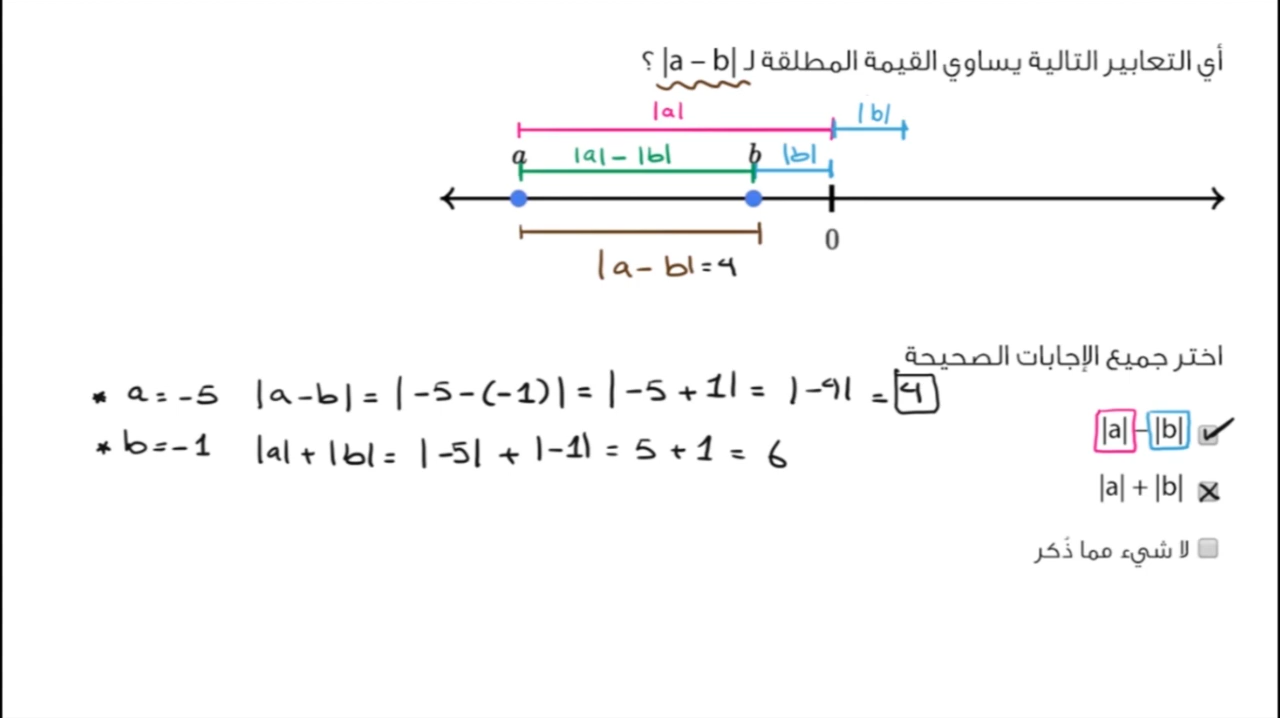 أي التعابير التالية يساوي القيمة المطلقة لـ |a – b| ؟
|a| |b|
a |a| – |b| b |b|
0
|a – b| = 4
اختر جميع الإجابات الصحيحة
* a = -5 |a-b| = |-5-(-1)| = |-5+1| = |-4| = 4
|a| – |b|
* b = -1 |a| + |b| = |-5| + |-1| = 5 + 1 = 6
|a| + |b|
لا شيء مما ذُكر